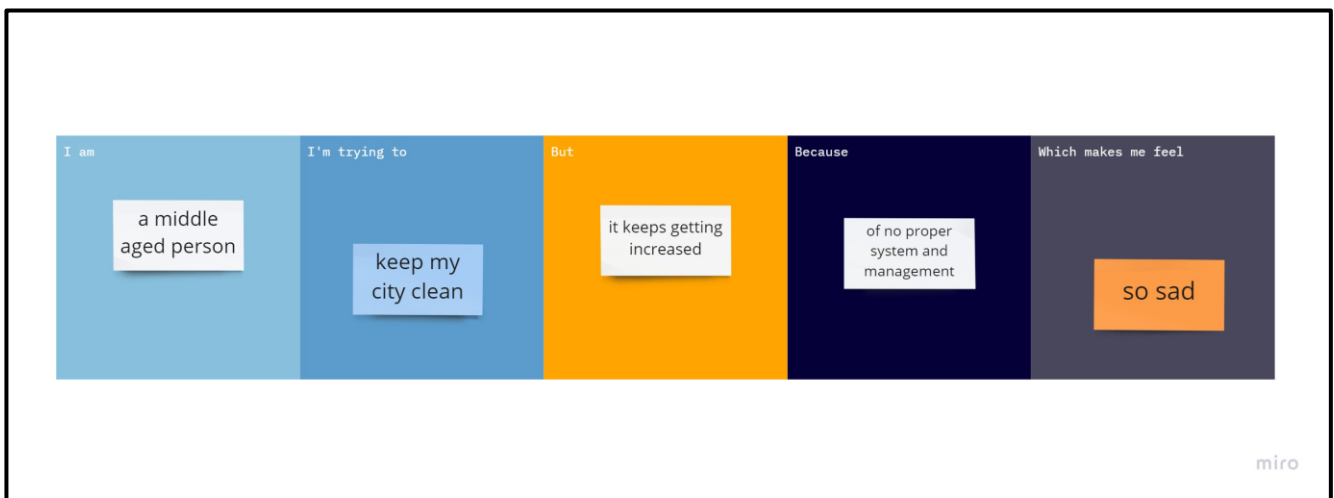 I am
a middle
aged person
I'm trying to
keep my
city clean
But
it keeps getting
increased
Because
of no proper
system and
management
Which makes me feel
so sad
miro